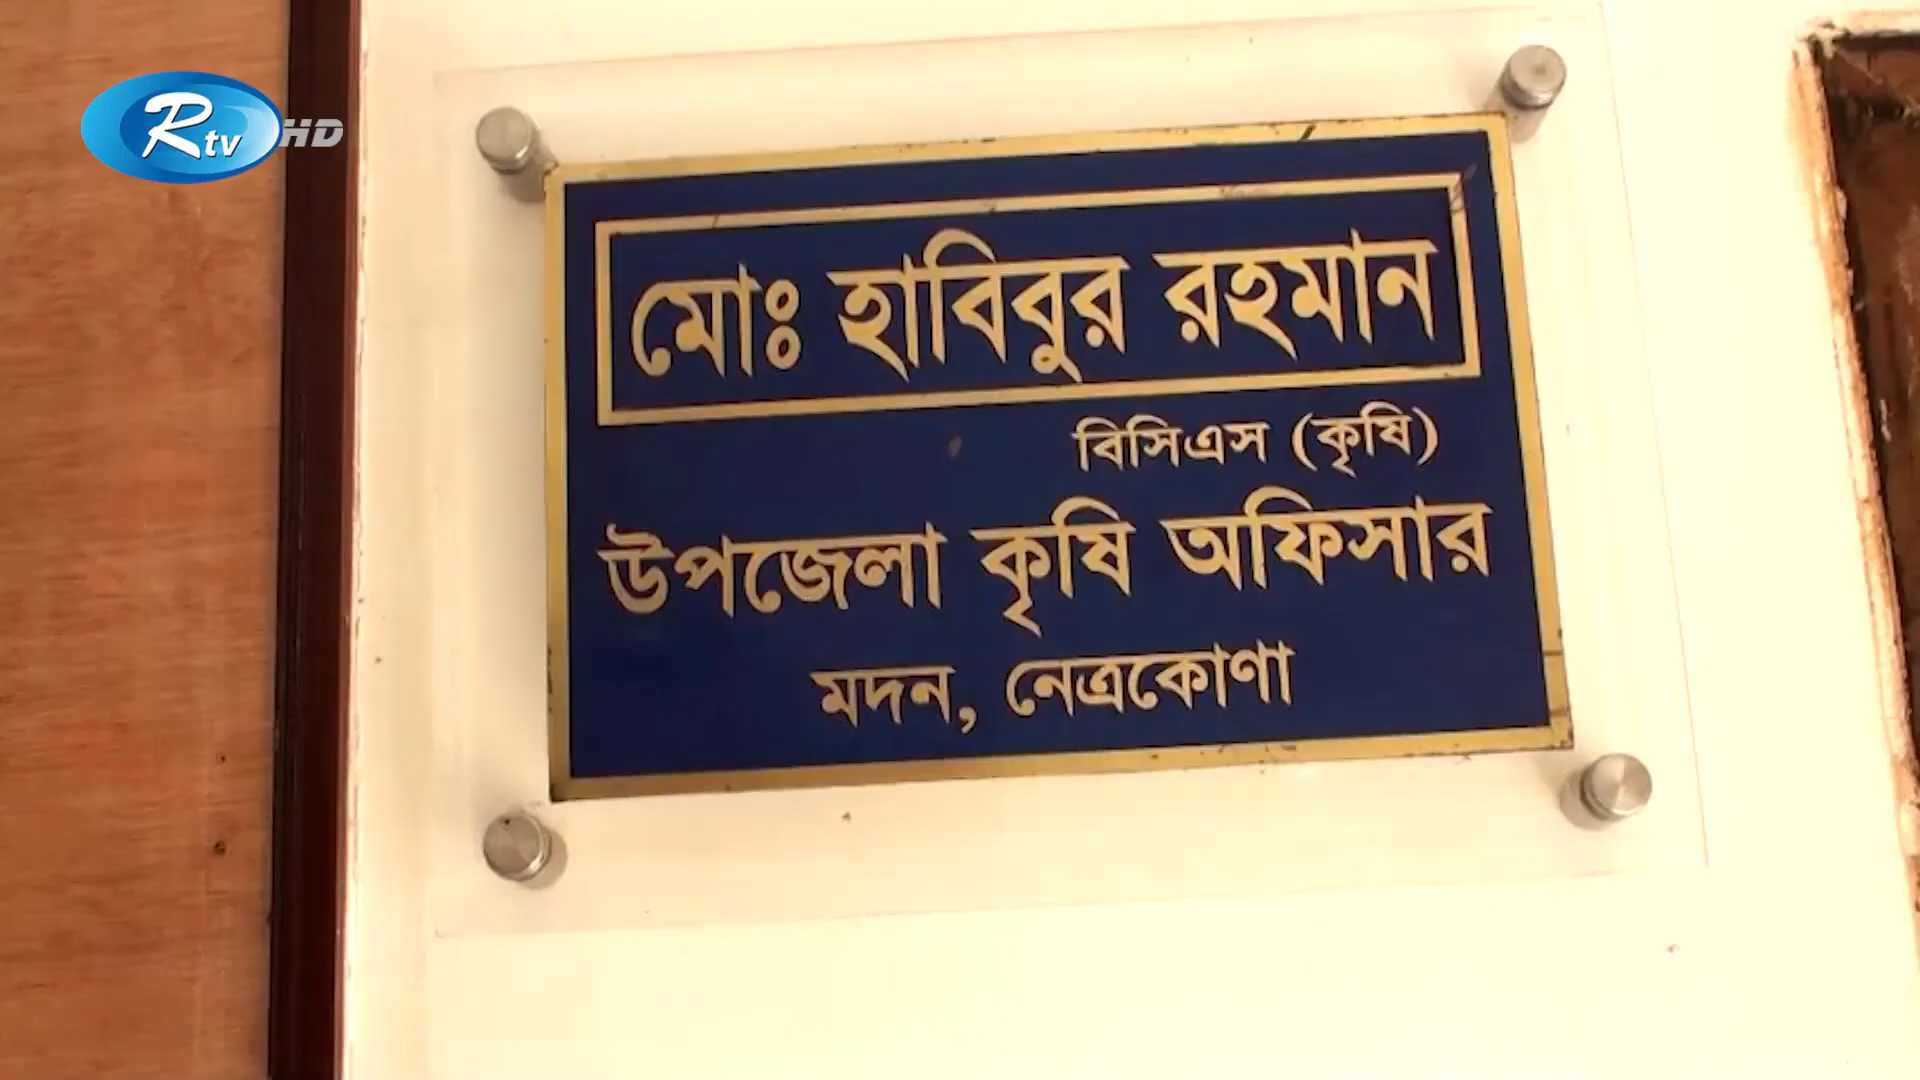 Rtv HD
মোঃ হাবিবুর রহমান
বিসিএস (কৃষি)
উপজেলা কৃষি অফিসার
মদন, নেত্রকোণা